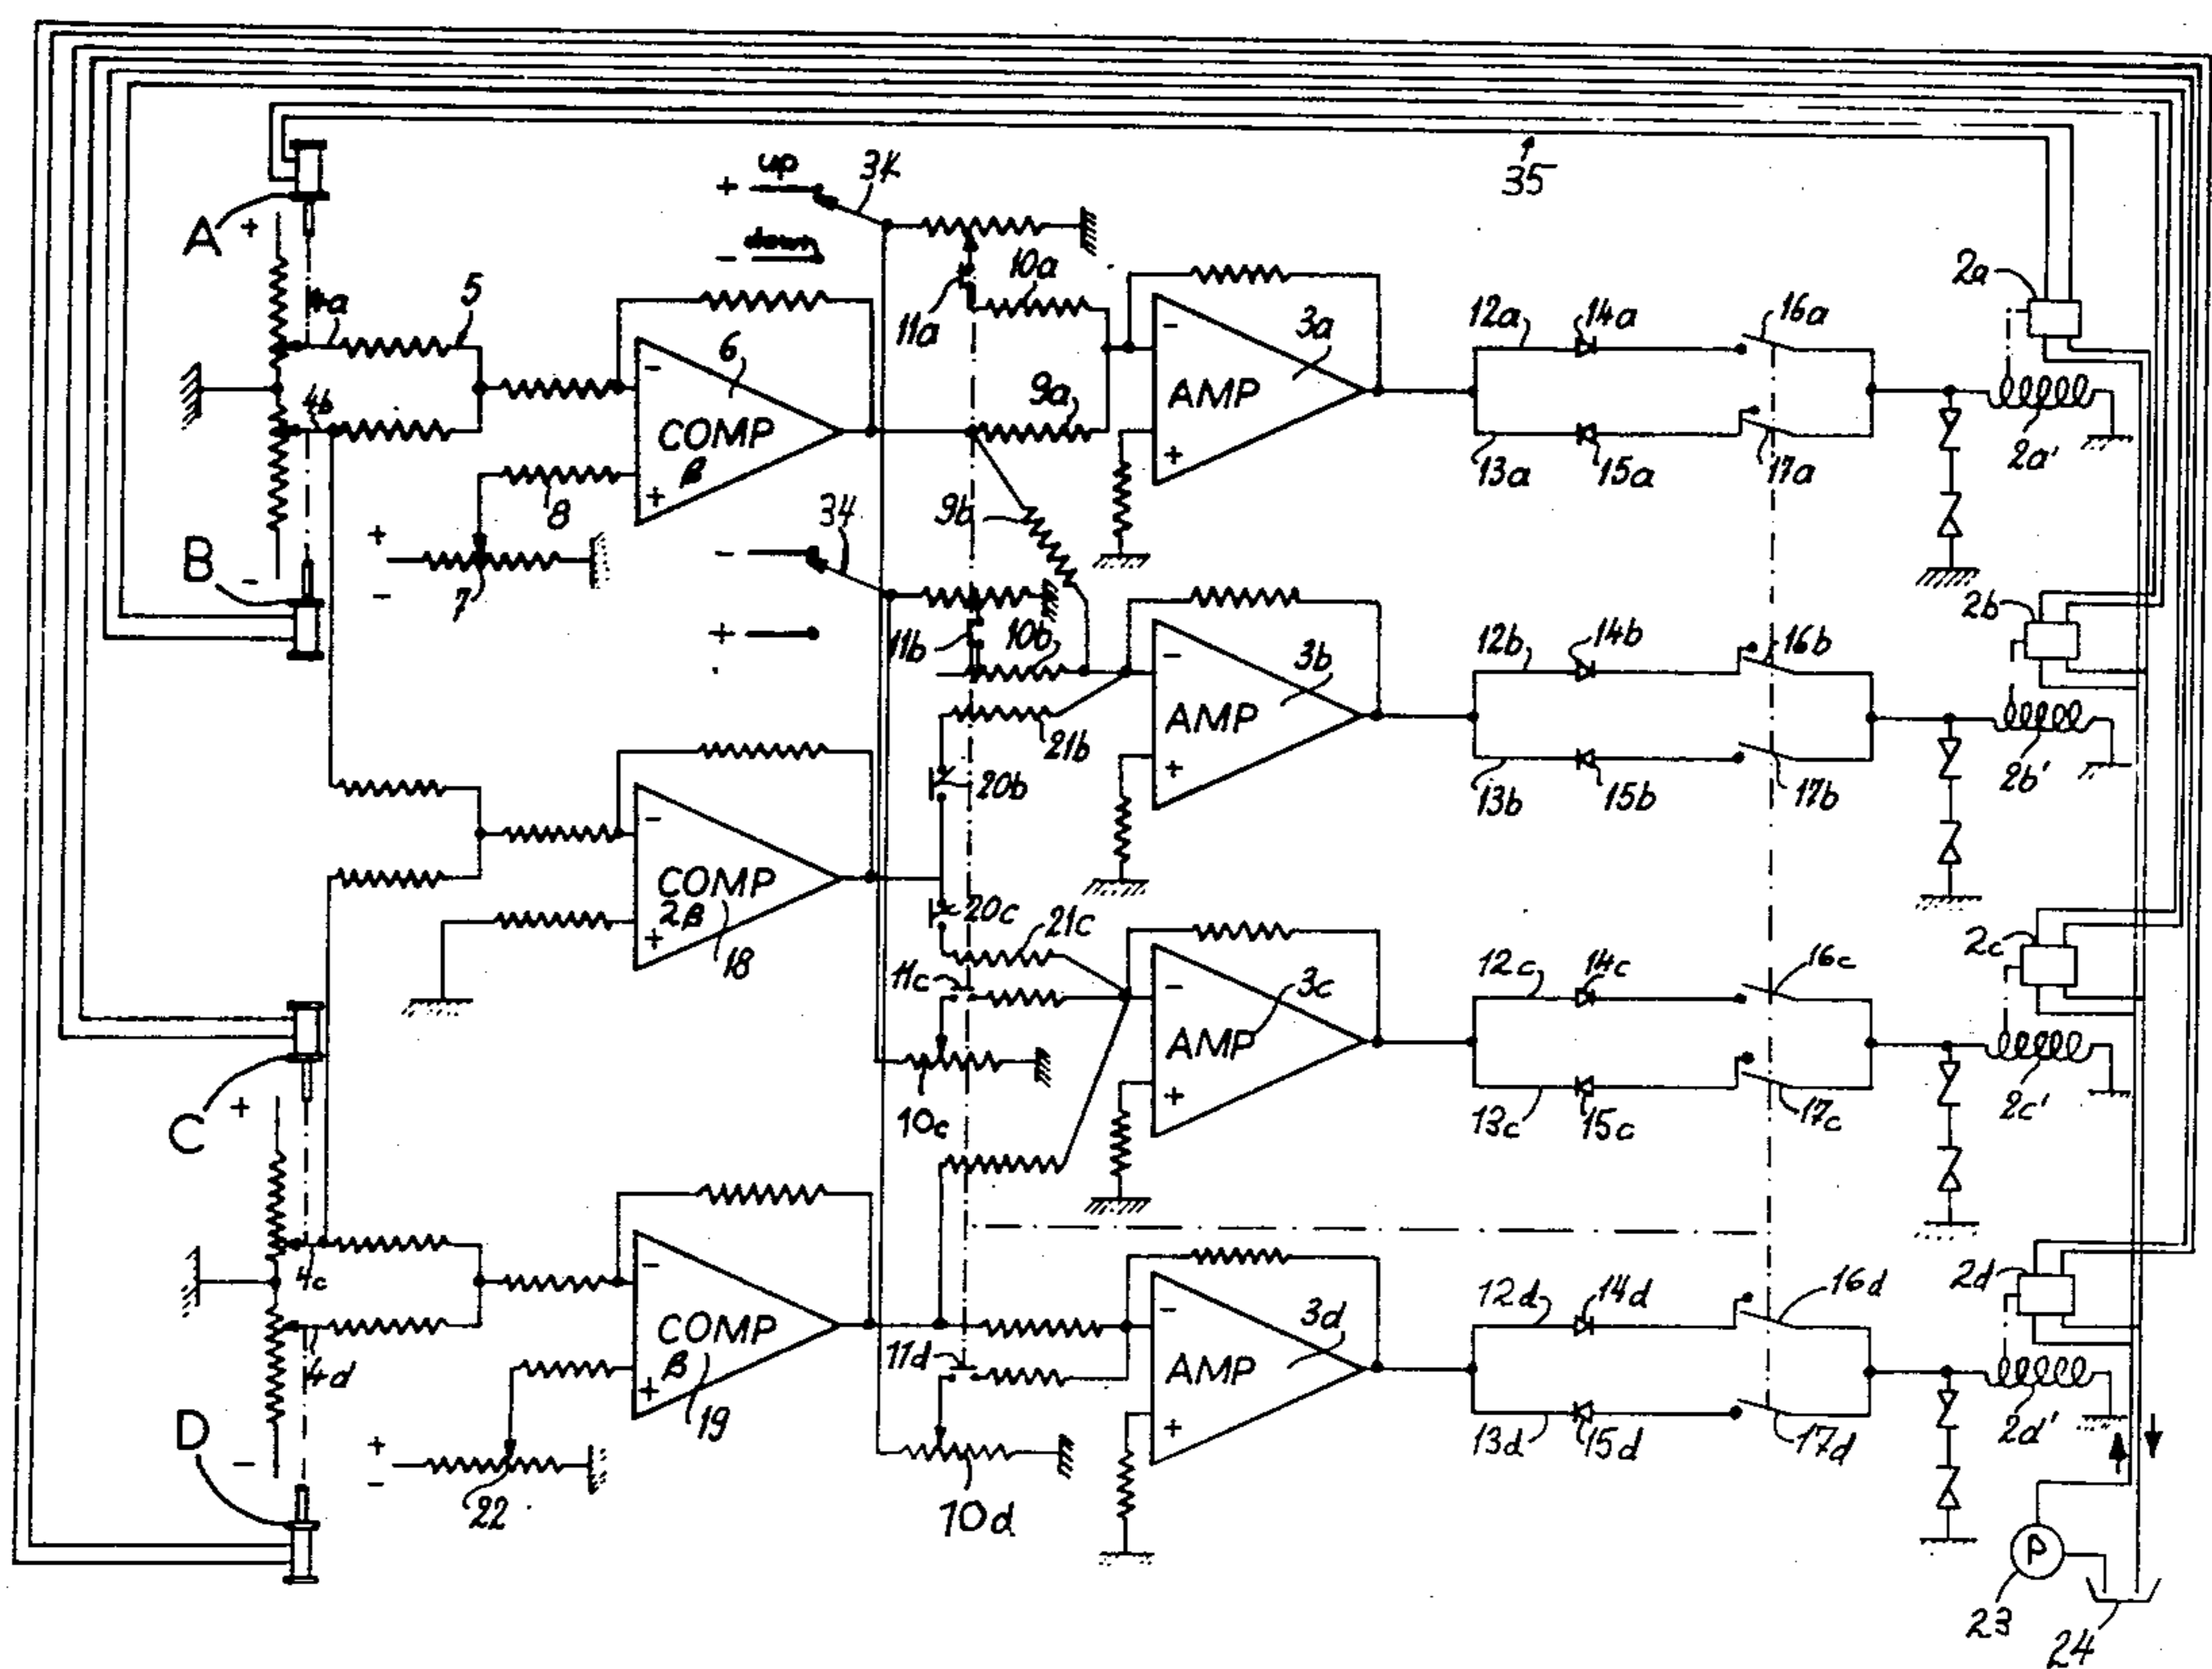 35
up
34
+
A
+
down
-
10a
2a
4a
5
11a
6
-
3a
12a
14a
16a
AMP
4b
COMP
β
9a
2a'
+
+
13a
15a
17a
8
34
9b
-
B
-
+
-
7
2b
11b
10b
+
-
3b
12b
14b
16b
AMP
21b
2b'
-
20b
+
13b
15b
17b
COMP
2β
20c
21c
2c
+
18
11c
-
3c
12c
14c
16c
AMP
C
+
10c
+
13c
15c
17c
2c'
4c
-
2d
12d
14d
16d
-
3d
COMP
β
11d
AMP
4d
+
19
2d'
D
-
+
-
+
13d
15d
17d
22
10d
P
23
24